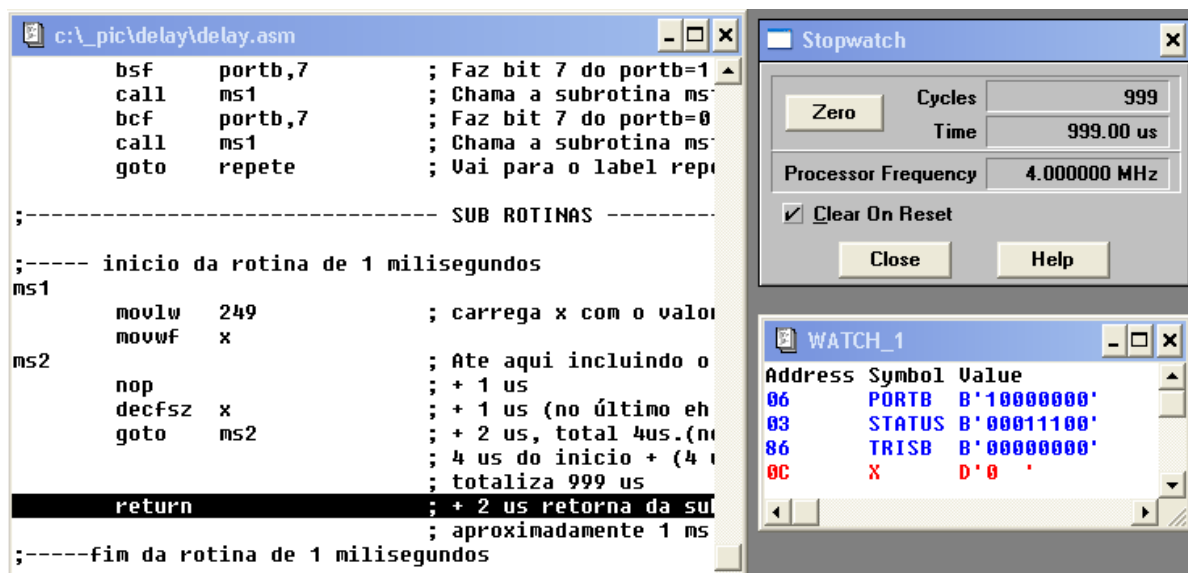 c:\_pic\delay\delay.asm
bsf portb,7 ; Faz bit 7 do portb=1
call ms1 ; Chama a subrotina ms
bcf portb,7 ; Faz bit 7 do portb=0
call ms1 ; Chama a subrotina ms
goto repete ; Vai para o label rep
;--------------------------------- SUB ROTINAS ---------
;----- inicio da rotina de 1 milisegundos
ms1
movlw 249 ; carrega x com o valo
movwf x
ms2 ; Ate aqui incluindo o
nop ; + 1 us
decfsz x ; + 1 us (no último eh
goto ms2 ; + 2 us, total 4us.(n
; 4 us do inicio + (4
; totaliza 999 us
return ; + 2 us retorna da su
; aproximadamente 1 ms
;-----fim da rotina de 1 milisegundos
Stopwatch
Zero
Cycles 999
Time 999.00 us
Processor Frequency 4.000000 MHz
Clear On Reset
Close Help
WATCH_1
Address Symbol Value
06 PORTB B'10000000'
03 STATUS B'00011100'
86 TRISB B'00000000'
0C X D'0 '